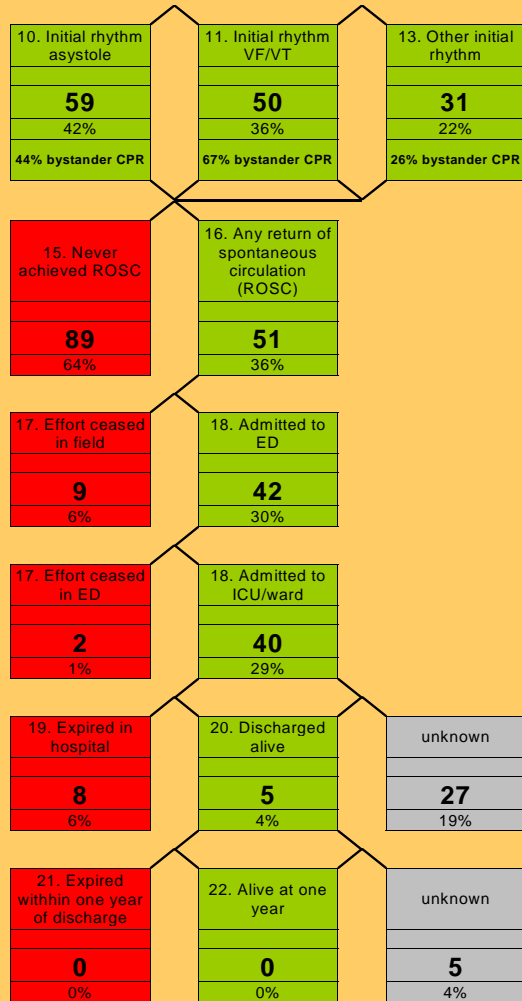 10. Initial rhythm
asystole
59
42%
44% bystander CPR
11. Initial rhythm
VF/VT
50
36%
67% bystander CPR
13. Other initial
rhythm
31
22%
26% bystander CPR
15. Never
achieved ROSC
89
64%
16. Any return of
spontaneous
circulation
(ROSC)
51
36%
17. Effort ceased
in field
9
6%
18. Admitted to
ED
42
30%
17. Effort ceased
in ED
2
1%
18. Admitted to
ICU/ward
40
29%
19. Expired in
hospital
8
6%
20. Discharged
alive
5
4%
unknown
27
19%
21. Expired
withhin one year
of discharge
0
0%
22. Alive at one
year
0
0%
unknown
5
4%